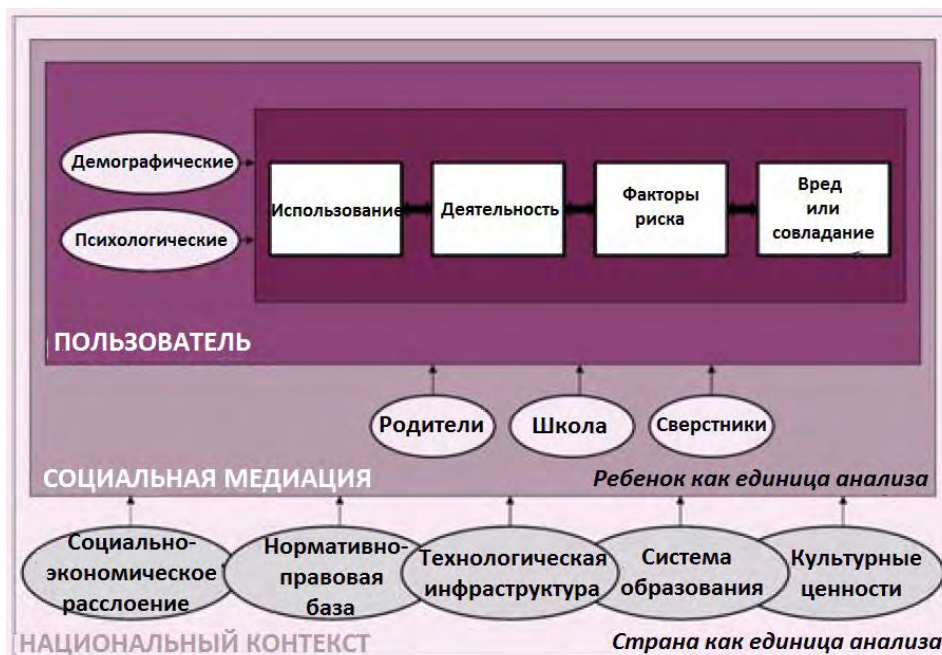 Демографические
Психологические
Использование
Деятельность
Факторы
риска
Вред
или
совладание
ПОЛЬЗОВАТЕЛЬ
Родители
Школа
Сверстники
СОЦИАЛЬНАЯ МЕДИАЦИЯ
Ребенок как единица анализа
Социально-
экономическое
расслоение
Нормативно-
правовая
база
Технологическая
инфраструктура
Система
образования
Культурные
ценности
НАЦИОНАЛЬНЫЙ КОНТЕКСТ
Страна как единица анализа